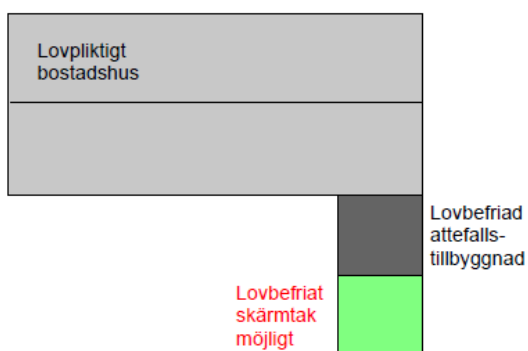 Lovpliktigt
bostadshus
Lovbefriad
attefalls-
tillbyggnad
Lovbefriat
skärmtak
möjligt